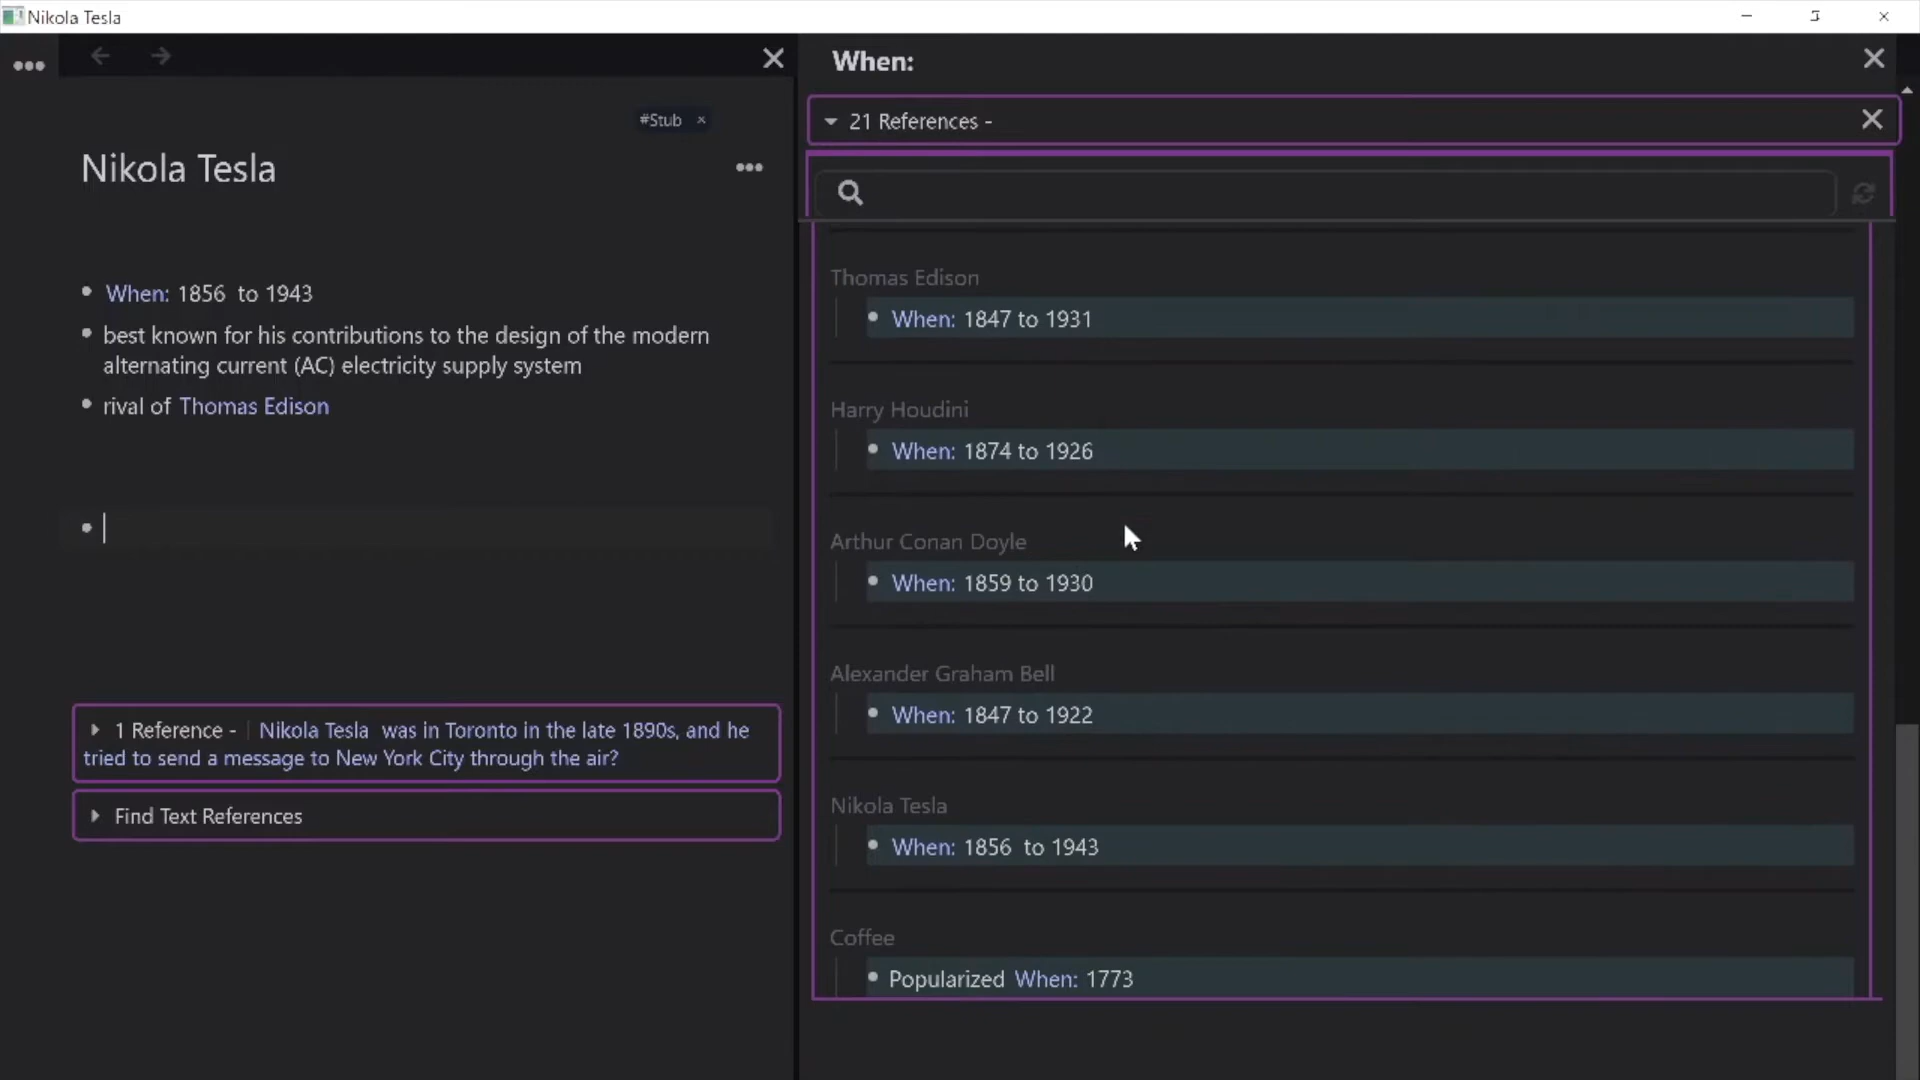 Nikola Tesla
#Stub ×
Nikola Tesla
When: 1856 to 1943
best known for his contributions to the design of the modern
alternating current (AC) electricity supply system
rival of Thomas Edison
1 Reference - Nikola Tesla was in Toronto in the late 1890s, and he
tried to send a message to New York City through the air?
Find Text References
When:
21 References -
Thomas Edison
When: 1847 to 1931
Harry Houdini
When: 1874 to 1926
Arthur Conan Doyle
When: 1859 to 1930
Alexander Graham Bell
When: 1847 to 1922
Nikola Tesla
When: 1856 to 1943
Coffee
Popularized When: 1773